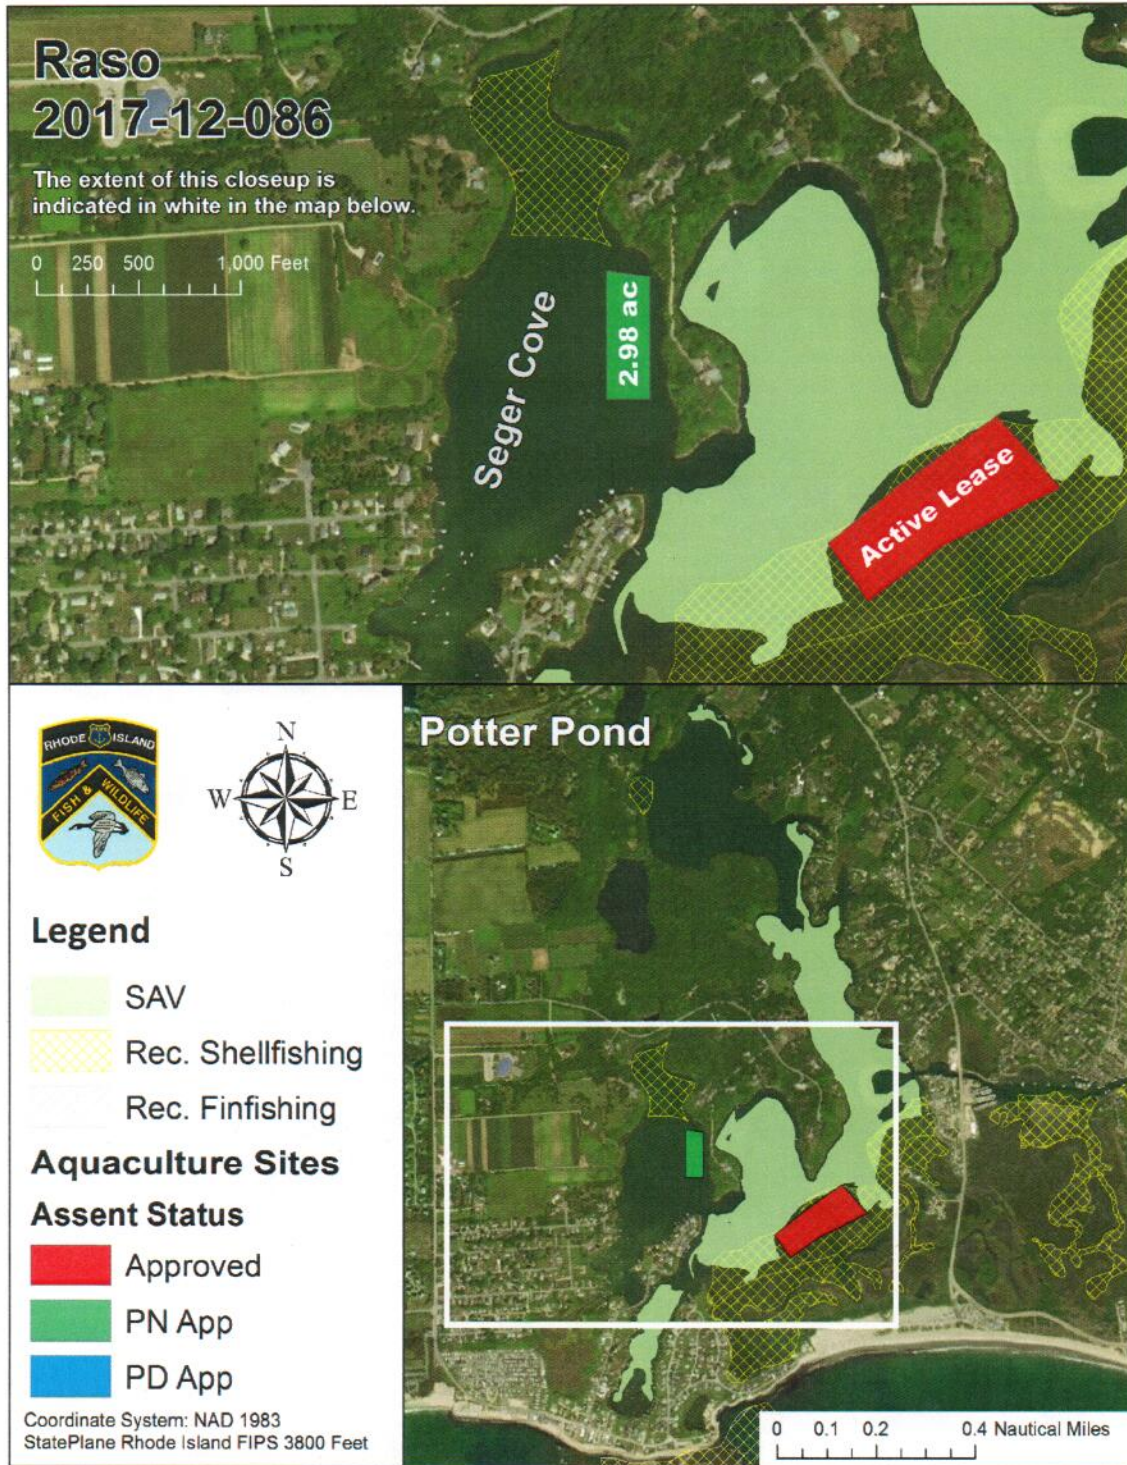 Raso
2017-12-086
The extent of this closeup is
indicated in white in the map below.
0 250 500 1,000 Feet
Seger Cove
2.98 ac
Active Lease
RHODE ISLAND
FISH & WILDLIFE
N
W E
S
Potter Pond
Legend
SAV
Rec. Shellfishing
Rec. Finfishing
Aquaculture Sites
Assent Status
Approved
PN App
PD App
Coordinate System: NAD 1983
StatePlane Rhode Island FIPS 3800 Feet
0 0.1 0.2 0.4 Nautical Miles